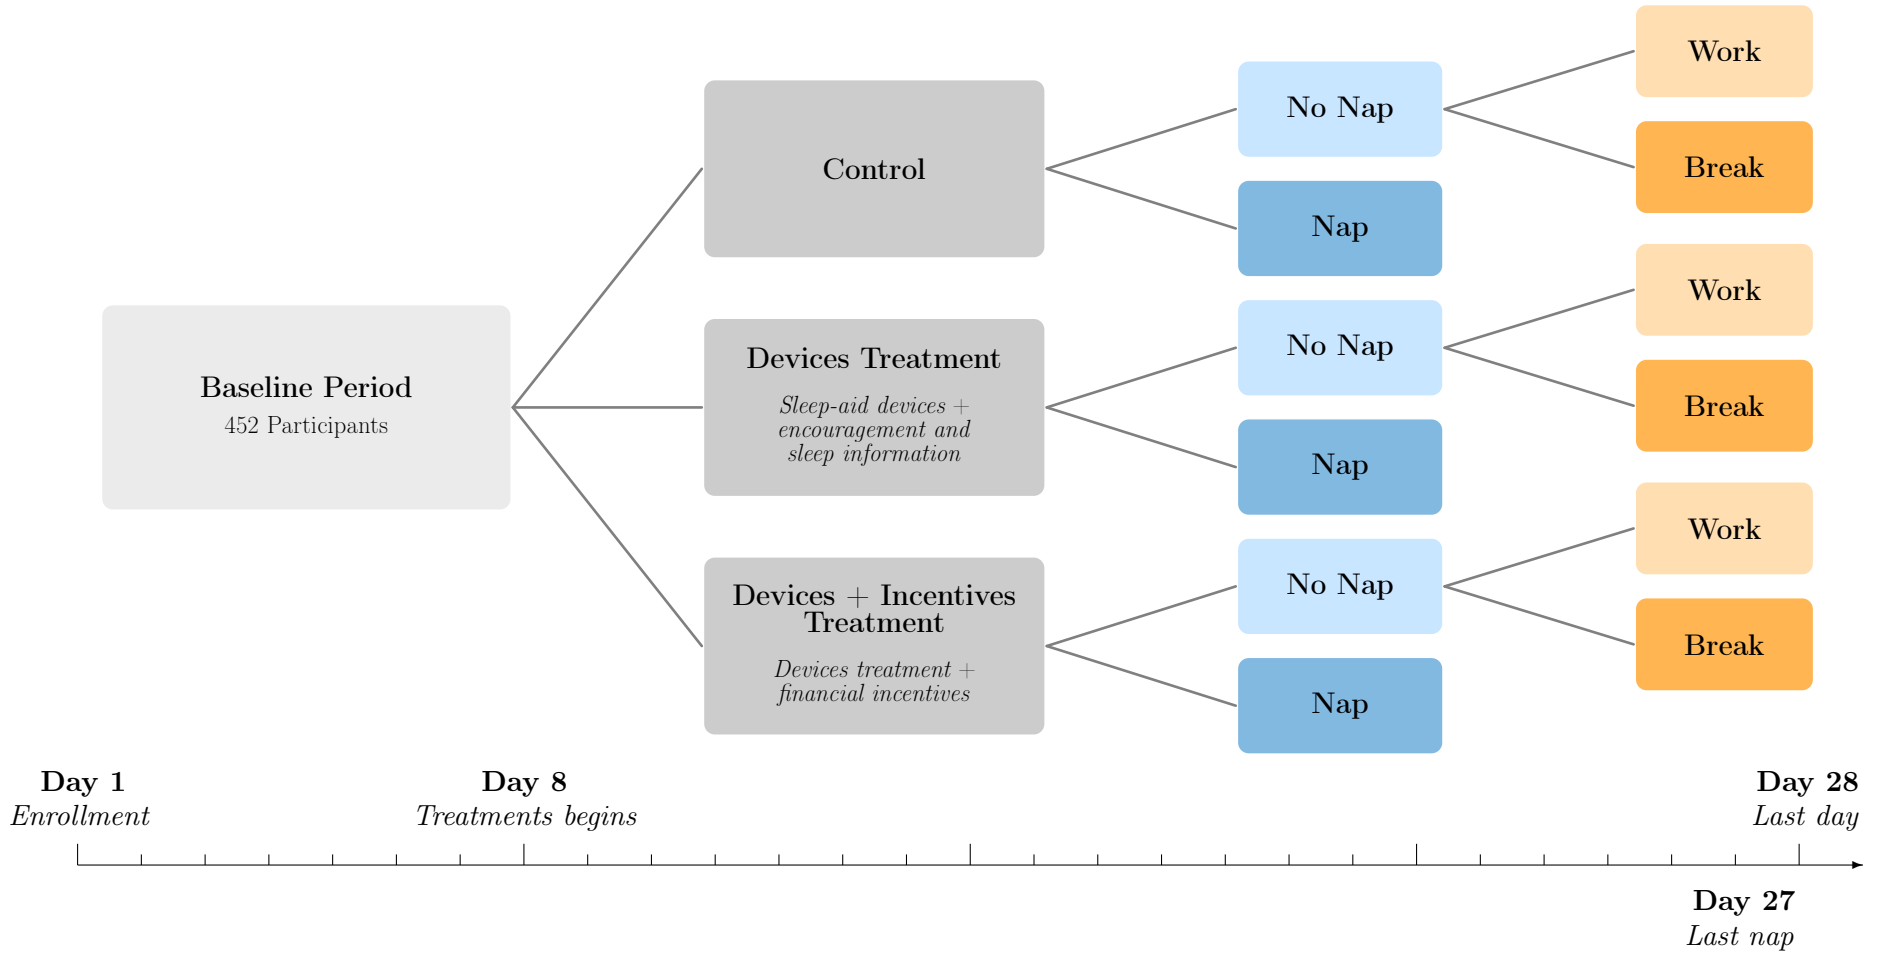 Baseline Period
452 Participants
Control
Devices Treatment
Sleep-aid devices +
encouragement and
sleep information
Devices + Incentives
Treatment
Devices treatment +
financial incentives
No Nap
Nap
No Nap
Nap
No Nap
Nap
Work
Break
Work
Break
Work
Break
Day 1
Enrollment
Day 8
Treatments begins
Day 28
Last day
Day 27
Last nap